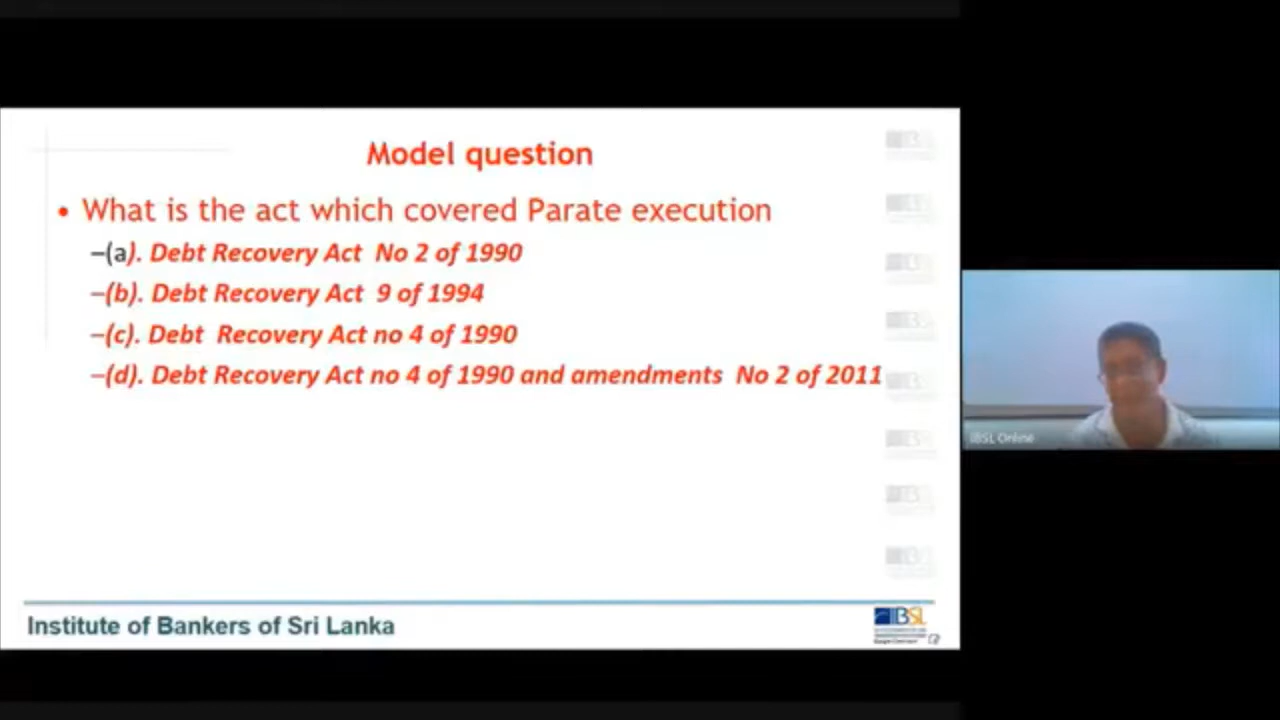 Model question
• What is the act which covered Parate execution
–(a). Debt Recovery Act No 2 of 1990
–(b). Debt Recovery Act 9 of 1994
–(c). Debt Recovery Act no 4 of 1990
–(d). Debt Recovery Act no 4 of 1990 and amendments No 2 of 2011
IBSL Online
Institute of Bankers of Sri Lanka
IBSL